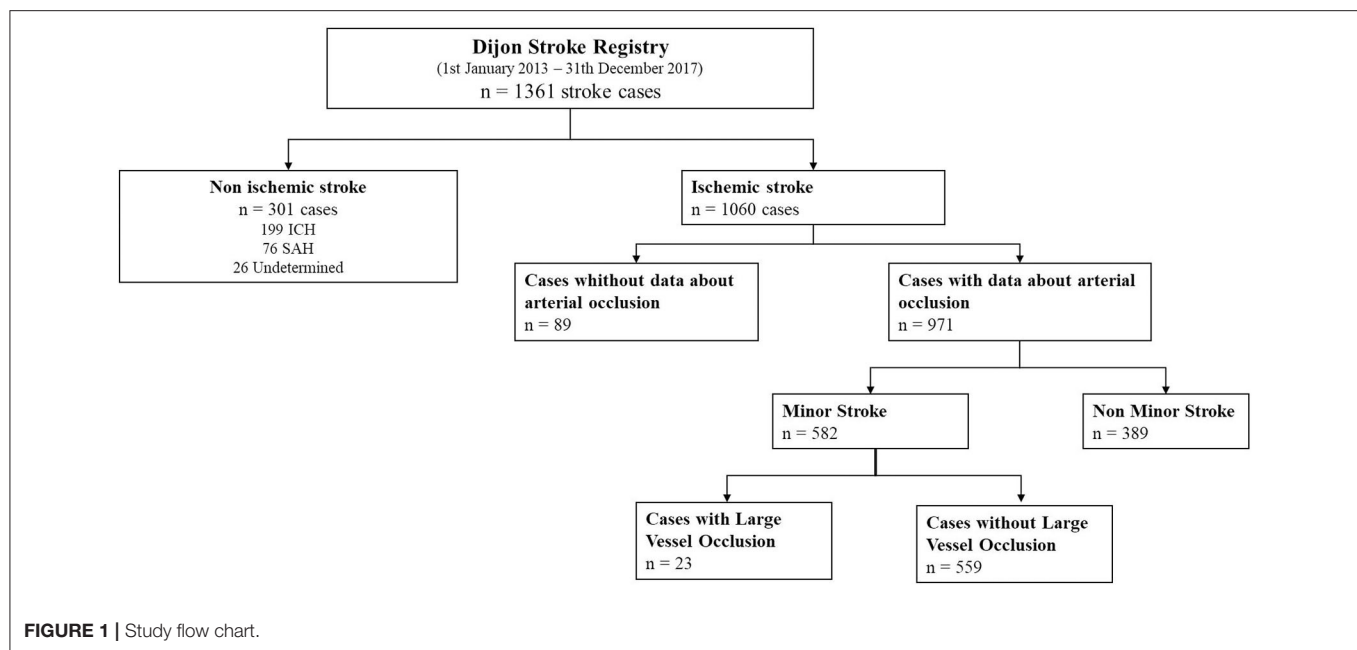 Dijon Stroke Registry
(1st January 2013 – 31th December 2017)
n = 1361 stroke cases
Non ischemic stroke
n = 301 cases
199 ICH
76 SAH
26 Undetermined
Ischemic stroke
n = 1060 cases
Cases whithout data about
arterial occlusion
n = 89
Cases with data about arterial
occlusion
n = 971
Minor Stroke
n = 582
Non Minor Stroke
n = 389
Cases with Large
Vessel Occlusion
n = 23
Cases without Large
Vessel Occlusion
n = 559
FIGURE 1 | Study flow chart.